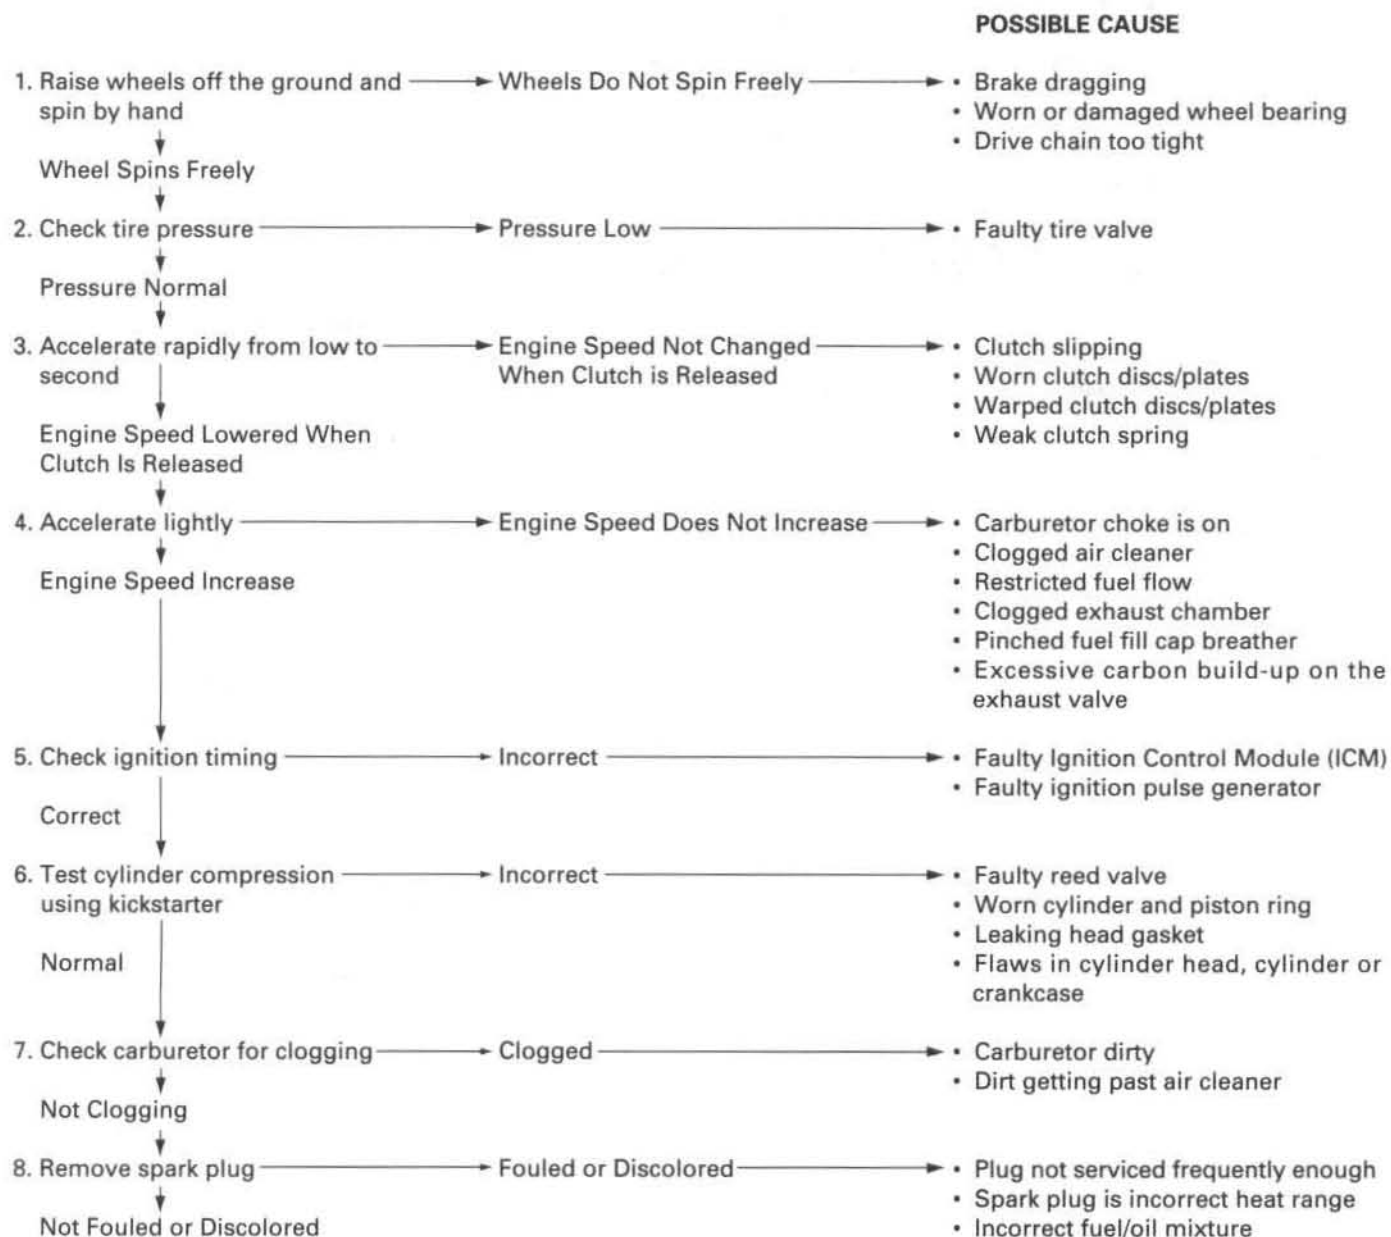 POSSIBLE CAUSE
1. Raise wheels off the ground and Wheels Do Not Spin Freely • Brake dragging
spin by hand • Worn or damaged wheel bearing
• Drive chain too tight
Wheel Spins Freely
2. Check tire pressure Pressure Low • Faulty tire valve
Pressure Normal
3. Accelerate rapidly from low to Engine Speed Not Changed • Clutch slipping
second When Clutch is Released • Worn clutch discs/plates
• Warped clutch discs/plates
Engine Speed Lowered When • Weak clutch spring
Clutch Is Released
4. Accelerate lightly Engine Speed Does Not Increase • Carburetor choke is on
• Clogged air cleaner
Engine Speed Increase • Restricted fuel flow
• Clogged exhaust chamber
• Pinched fuel fill cap breather
• Excessive carbon build-up on the
exhaust valve
5. Check ignition timing Incorrect • Faulty Ignition Control Module (ICM)
• Faulty ignition pulse generator
Correct
6. Test cylinder compression Incorrect • Faulty reed valve
using kickstarter • Worn cylinder and piston ring
• Leaking head gasket
Normal • Flaws in cylinder head, cylinder or
crankcase
7. Check carburetor for clogging Clogged • Carburetor dirty
• Dirt getting past air cleaner
Not Clogging
8. Remove spark plug Fouled or Discolored • Plug not serviced frequently enough
• Spark plug is incorrect heat range
Not Fouled or Discolored • Incorrect fuel/oil mixture